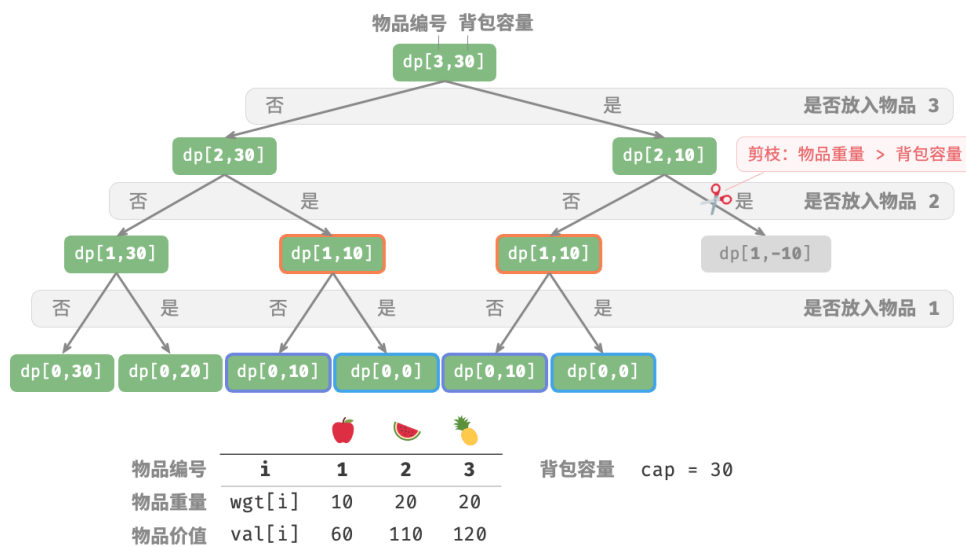 物品编号 背包容量
dp[3,30]
否 是 是否放入物品 3
dp[2,30] dp[2,10] 剪枝: 物品重量 > 背包容量
否 是 否 是 是否放入物品 2
dp[1,30] dp[1,10] dp[1,10] dp[1,-10]
否 是 否 是 否 是 是否放入物品 1
dp[0,30] dp[0,20] dp[0,10] dp[0,0] dp[0,10] dp[0,0]
物品编号 i 1 2 3 背包容量 cap = 30
物品重量 wgt[i] 10 20 20
物品价值 val[i] 60 110 120